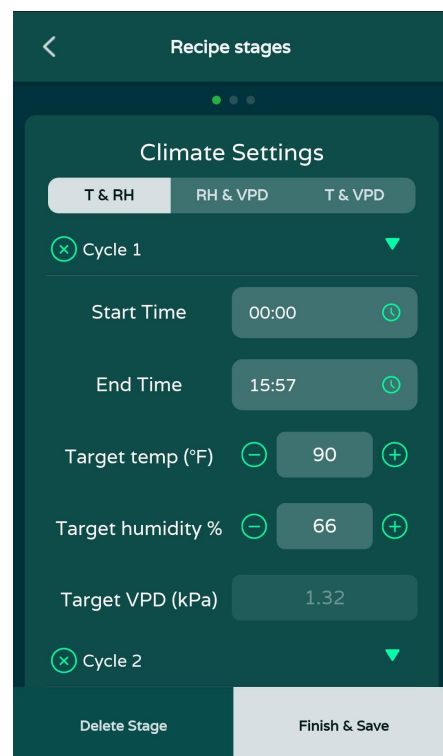 Recipe stages
Climate Settings
T & RH RH & VPD T & VPD
Cycle 1
Start Time 00:00
End Time 15:57
Target temp (°F) 90
Target humidity % 66
Target VPD (kPa) 1.32
Cycle 2
Delete Stage Finish & Save